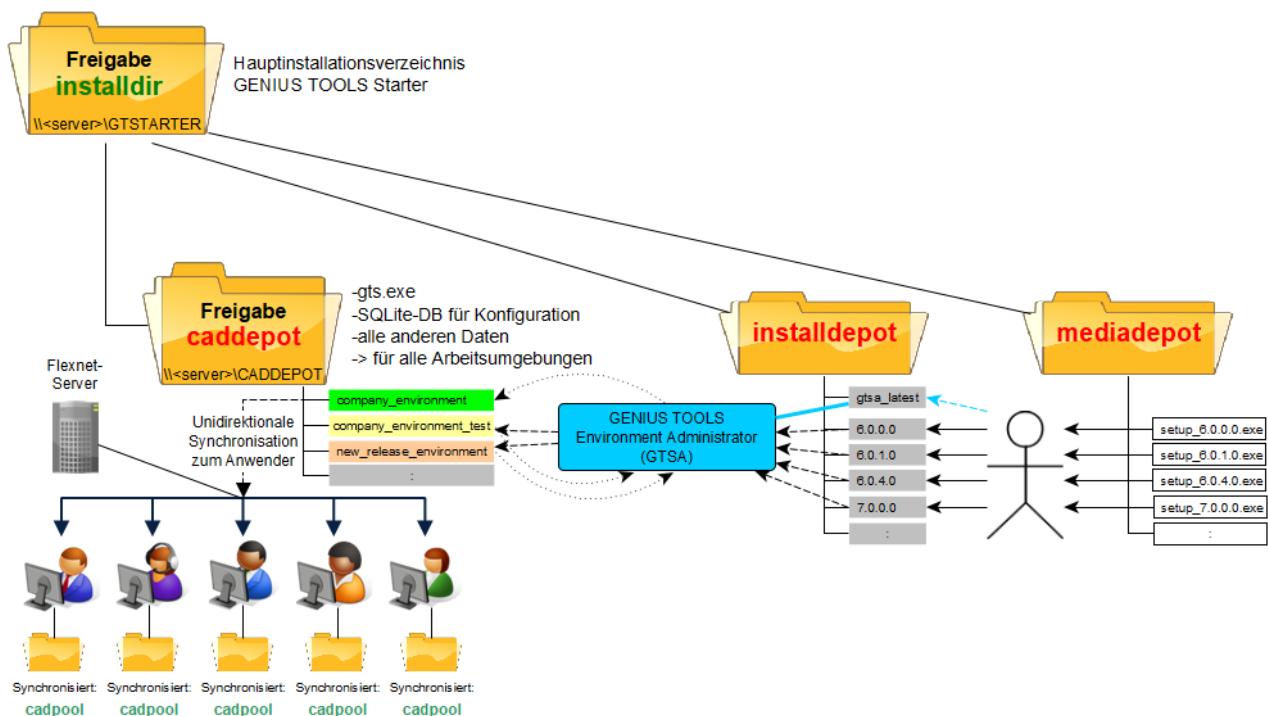 Freigabe
installdir
\\<server>\GTSTARTER
Hauptinstallationsverzeichnis
GENIUS TOOLS Starter
Freigabe
caddepot
\\<server>\CADDEPOT
-gts.exe
-SQLite-DB für Konfiguration
-alle anderen Daten
-> für alle Arbeitsumgebungen
installdepot
mediadepot
Flexnet-
Server
Unidirektionale
Synchronisation
zum Anwender
company_environment
company_environment_test
new_release_environment
:
GENIUS TOOLS
Environment Administrator
(GTSA)
gtsa_latest
6.0.0.0
6.0.1.0
6.0.4.0
7.0.0.0
:
setup_6.0.0.0.exe
setup_6.0.1.0.exe
setup_6.0.4.0.exe
setup_7.0.0.0.exe
:
Synchronisiert:
cadpool
Synchronisiert:
cadpool
Synchronisiert:
cadpool
Synchronisiert:
cadpool
Synchronisiert:
cadpool